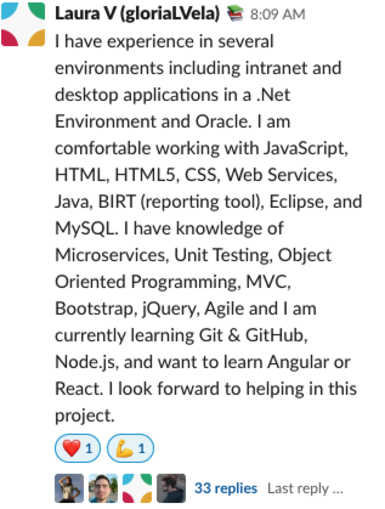 Laura V (gloriaLVela) 📚 8:09 AM
I have experience in several
environments including intranet and
desktop applications in a .Net
Environment and Oracle. I am
comfortable working with JavaScript,
HTML, HTML5, CSS, Web Services,
Java, BIRT (reporting tool), Eclipse, and
MySQL. I have knowledge of
Microservices, Unit Testing, Object
Oriented Programming, MVC,
Bootstrap, jQuery, Agile and I am
currently learning Git & GitHub,
Node.js, and want to learn Angular or
React. I look forward to helping in this
project.
❤️ 1 💪 1
33 replies Last reply ...